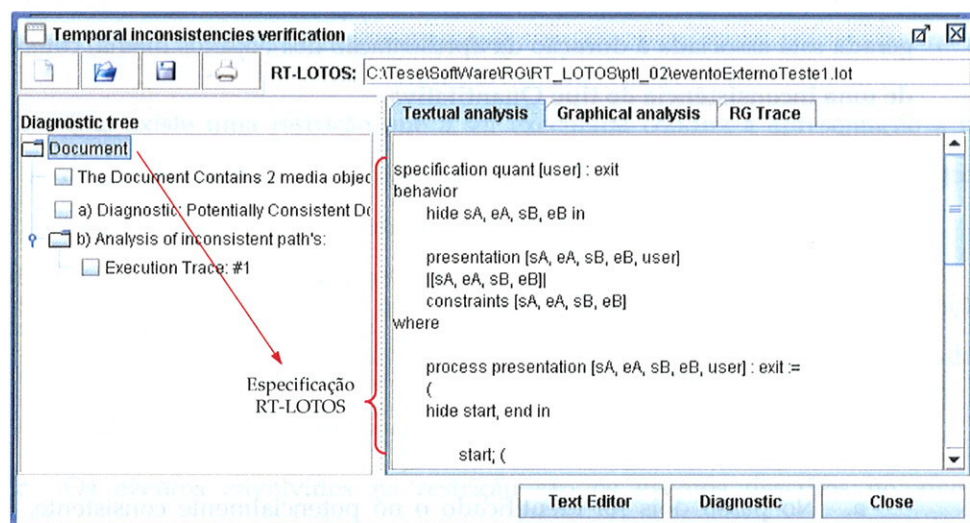 Temporal inconsistencies verification
RT-LOTOS: C:\Tese\SoftWare\RG\RT_LOTOS\ptl_02\eventoExternoTeste1.lot
Diagnostic tree
Document
The Document Contains 2 media objec
a) Diagnostic: Potentially Consistent Do
b) Analysis of inconsistent path's:
Execution Trace: #1
Especificação
RT-LOTOS
Textual analysis Graphical analysis RG Trace
specification quant [user] : exit
behavior
hide sA, eA, sB, eB in
presentation [sA, eA, sB, eB, user]
|[sA, eA, sB, eB]|
constraints [sA, eA, sB, eB]
where
process presentation [sA, eA, sB, eB, user] : exit :=
(
hide start, end in
start; (
Text Editor Diagnostic Close